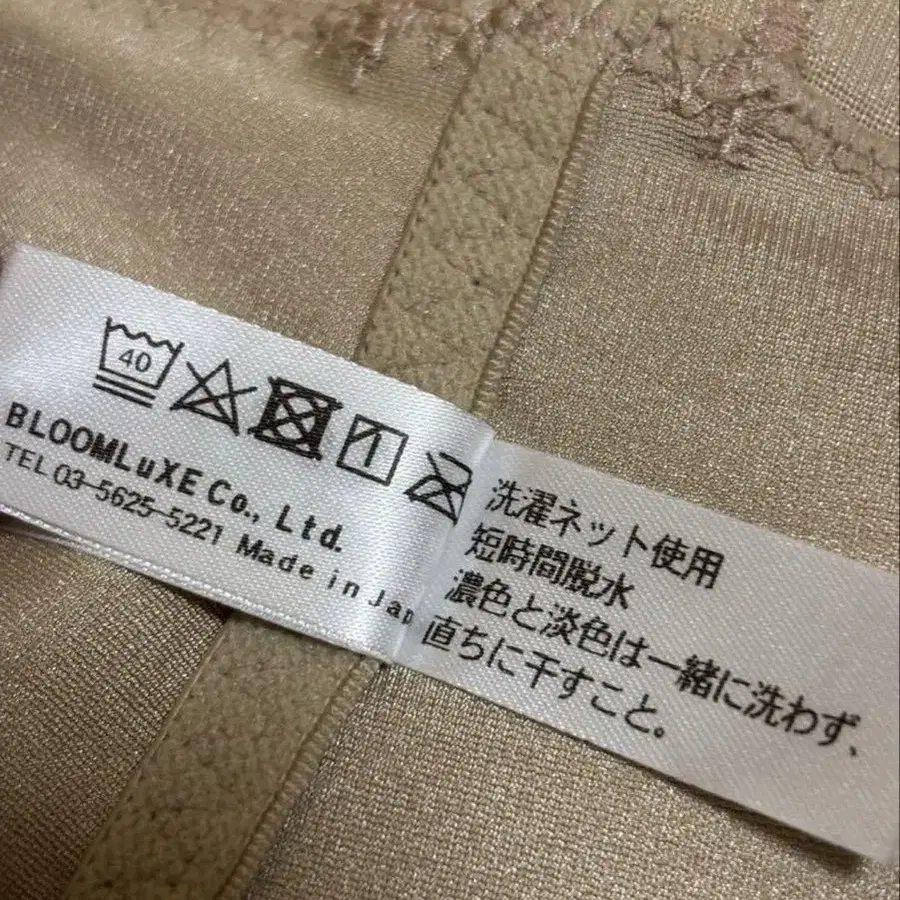 40
BLOOMLuXE Co., Ltd.
TEL 03-5625-5221 Made in Jap
洗濯ネット使用
短時間脱水
濃色と淡色は一緒に洗わず、
直ちに干すこと。